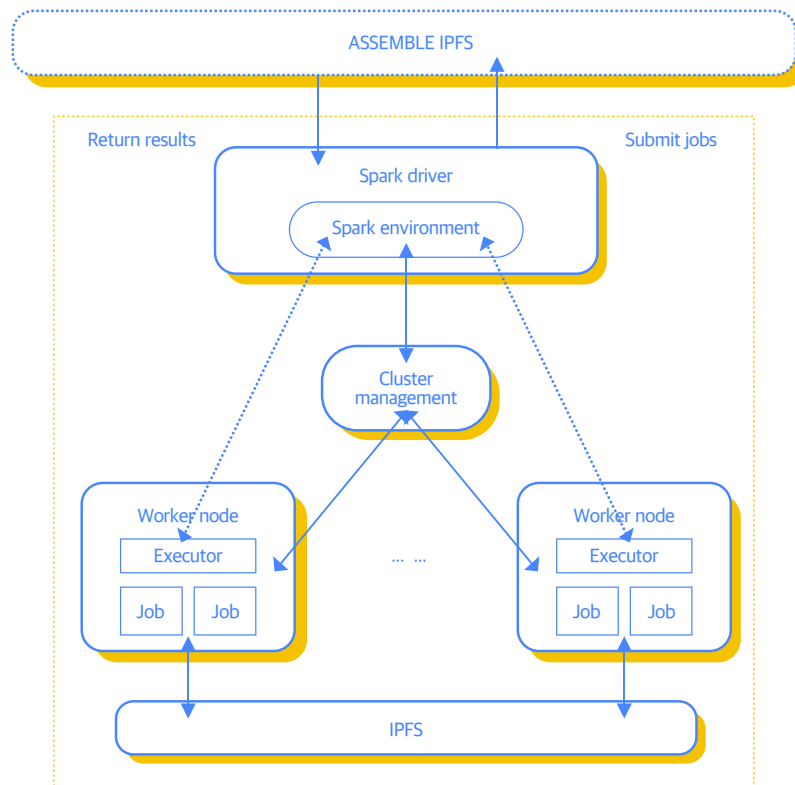 ASSEMBLE IPFS
Return results
Submit jobs
Spark driver
Spark environment
Cluster
management
Worker node
Executor
Job
Job
... ...
Worker node
Executor
Job
Job
IPFS